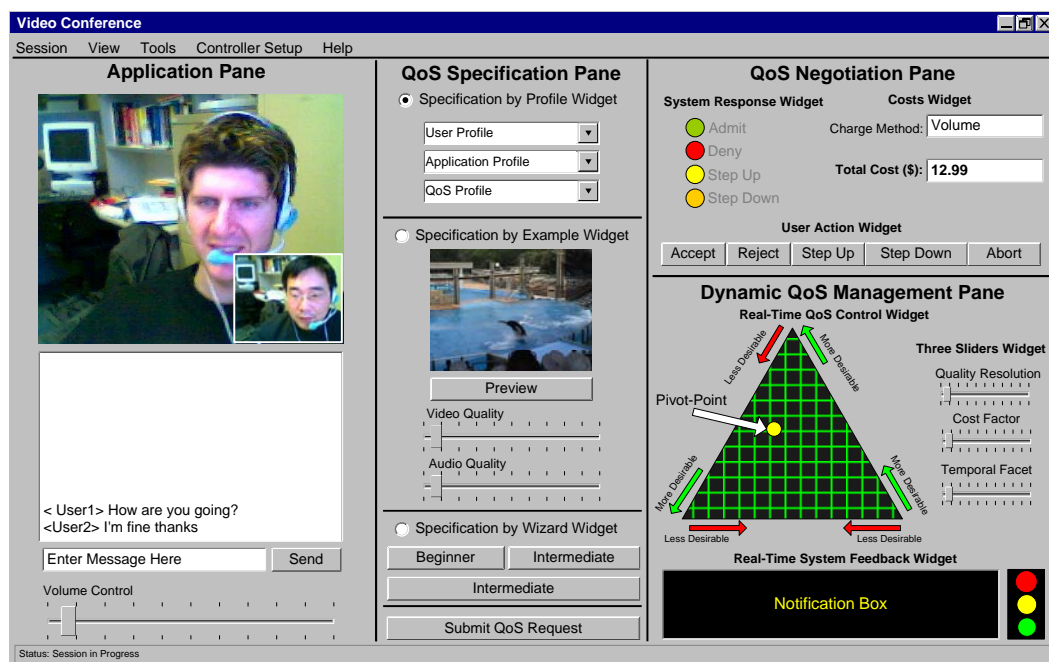 Video Conference
Session View Tools Controller Setup Help
Application Pane
< User1> How are you going?
<User2> I'm fine thanks
Enter Message Here
Send
Volume Control
QoS Specification Pane
Specification by Profile Widget
User Profile
Application Profile
QoS Profile
Specification by Example Widget
Preview
Video Quality
Audio Quality
Specification by Wizard Widget
Beginner
Intermediate
Intermediate
Submit QoS Request
QoS Negotiation Pane
System Response Widget
Admit
Deny
Step Up
Step Down
Costs Widget
Charge Method: Volume
Total Cost ($): 12.99
User Action Widget
Accept Reject Step Up Step Down Abort
Dynamic QoS Management Pane
Real-Time QoS Control Widget
Less Desirable
More Desirable
Pivot-Point
More Desirable
More Desirable
Less Desirable
Less Desirable
Three Sliders Widget
Quality Resolution
Cost Factor
Temporal Facet
Real-Time System Feedback Widget
Notification Box
Status: Session in Progress